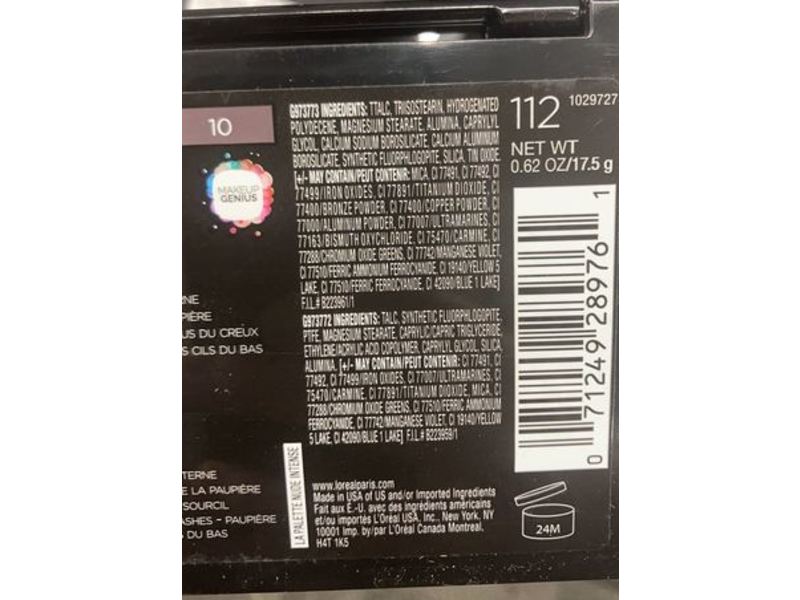 10
MAKEUP
GENIUS
RNE
PIÈRE
US DU CREUX
S CILS DU BAS
TERNE
E LA PAUPIÈRE
SOURCIL
ASHES - PAUPIÈRE
S DU BAS
LA PALETTE NUDE INTENSE
G973773 INGREDIENTS: TTALC, TRIISOSTEARIN, HYDROGENATED
POLYDECENE, MAGNESIUM STEARATE, ALUMINA, CAPRYLYL
GLYCOL, CALCIUM SODIUM BOROSILICATE, CALCIUM ALUMINUM
BOROSILICATE, SYNTHETIC FLUORPHLOGOPITE, SILICA, TIN OXIDE.
[+/- MAY CONTAIN/PEUT CONTENIR: MICA, CI 77491, CI 77492, CI
77499/IRON OXIDES, CI 77891/TITANIUM DIOXIDE, CI
77400/BRONZE POWDER, CI 77400/COPPER POWDER, CI
77000/ALUMINUM POWDER, CI 77007/ULTRAMARINES, CI
77163/BISMUTH OXYCHLORIDE, CI 75470/CARMINE, CI
77288/CHROMIUM OXIDE GREENS, CI 77742/MANGANESE VIOLET,
CI 77510/FERRIC AMMONIUM FERROCYANIDE, CI 19140/YELLOW 5
LAKE, CI 77510/FERRIC FERROCYANIDE, CI 42090/BLUE 1 LAKE]
F.I.L.# B223961/1
G973772 INGREDIENTS: TALC, SYNTHETIC FLUORPHLOGOPITE,
PTFE, MAGNESIUM STEARATE, CAPRYLIC/CAPRIC TRIGLYCERIDE,
ETHYLENE/ACRYLIC ACID COPOLYMER, CAPRYLYL GLYCOL, SILICA,
ALUMINA. [+/- MAY CONTAIN/PEUT CONTENIR: CI 77491, CI
77492, CI 77499/IRON OXIDES, CI 77007/ULTRAMARINES, CI
75470/CARMINE, CI 77891/TITANIUM DIOXIDE, MICA, CI
77288/CHROMIUM OXIDE GREENS, CI 77510/FERRIC AMMONIUM
FERROCYANIDE, CI 77742/MANGANESE VIOLET, CI 19140/YELLOW
5 LAKE, CI 42090/BLUE 1 LAKE] F.I.L.# B223959/1
www.lorealparis.com
Made in USA of US and/or Imported Ingredients
Fait aux É.-U. avec des ingrédients américains
et/ou importés L'Oréal USA, Inc., New York, NY
10001 Imp. by/par L'Oréal Canada Montreal,
H4T 1K5
112 1029727
NET WT
0.62 OZ/17.5 g
0 71249 28976 1
24M